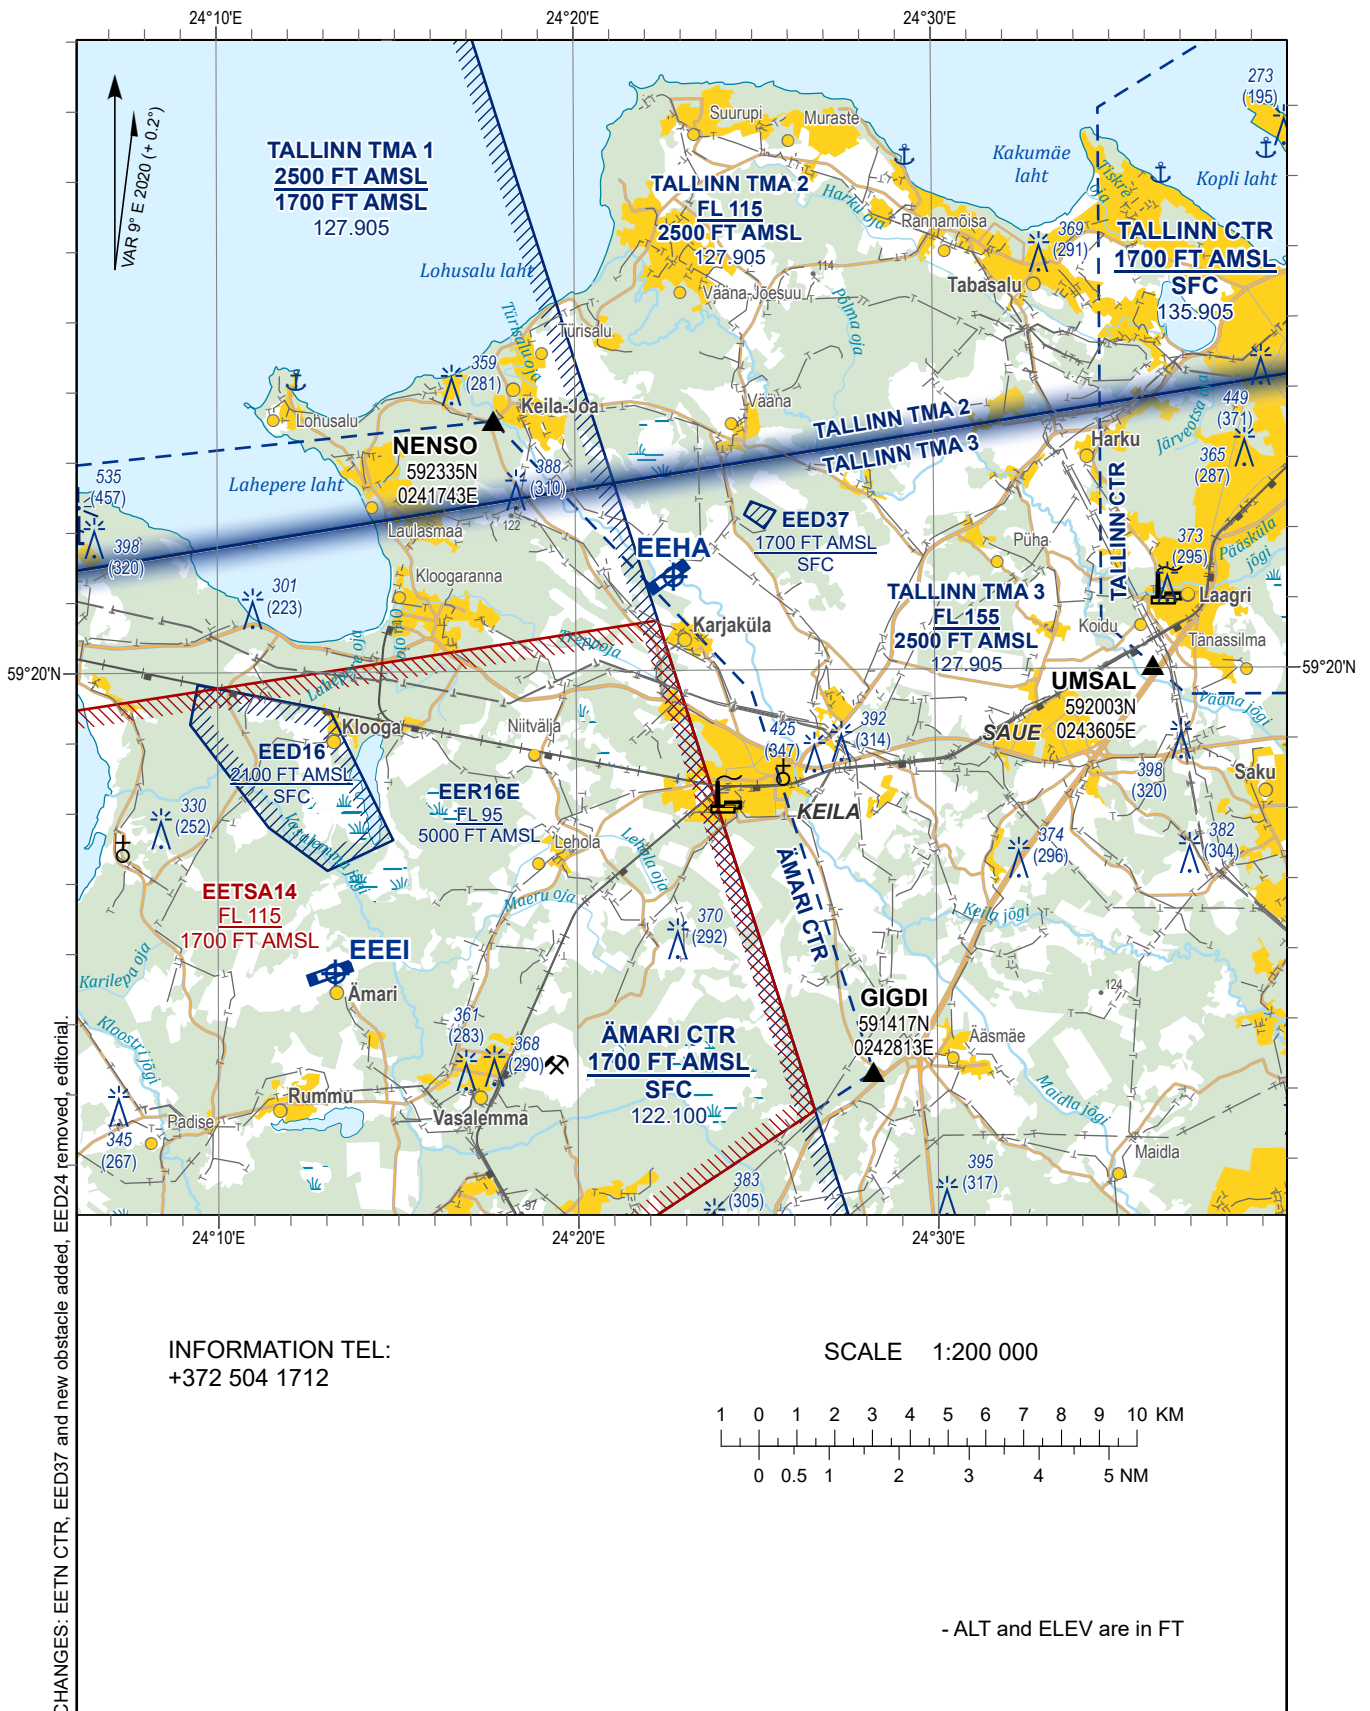 24°10'E
24°20'E
24°30'E
VAR 9° E 2020 (+ 0.2°)
TALLINN TMA 1
2500 FT AMSL
1700 FT AMSL
127.905
Lohusalu laht
Suurupi
Muraste
TALLINN TMA 2
FL 115
2500 FT AMSL
127.905
Harku oja
Rannamõisa
Kakumäe
laht
Tiskre
oja
Kopli laht
273
(195)
369
(291)
TALLINN CTR
1700 FT AMSL
SFC
135.905
Tabasalu
114
Vääna-Jõesuu
Põlma oja
Türisalu oja
Türisalu
359
(281)
Keila-Joa
Lohusalu
NENSO
592335N
0241743E
Vääna
TALLINN TMA 2
TALLINN TMA 3
Harku
Järveotsa oja
449
(371)
365
(287)
535
(457)
Lahepere laht
388
(310)
122
398
(320)
Laulasmaa
EEHA
EED37
1700 FT AMSL
SFC
Püha
TALLINN CTR
373
(295)
Pääsküla
jõgi
Kloogaranna
301
(223)
TALLINN TMA 3
FL 155
2500 FT AMSL
127.905
Laagri
Koidu
Tänassilma
Karjaküla
Treppoja
Lahepere oja
59°20'N
59°20'N
UMSAL
592003N
0243605E
Vääna jõgi
Klooga
Niitvälja
425
(347)
392
(314)
SAUE
EED16
2100 FT AMSL
SFC
EER16E
FL 95
5000 FT AMSL
398
(320)
Saku
330
(252)
KEILA
Vasalemma jõgi
Lehola
Lehola oja
374
(296)
382
(304)
EETSA14
FL 115
1700 FT AMSL
Maeru oja
ÄMARI CTR
Keila jõgi
370
(292)
Karilepa oja
EEEI
Ämari
GIGDI
591417N
0242813E
124
Kloostri jõgi
361
(283)
368
(290)
ÄMARI CTR
1700 FT AMSL
SFC
122.100
Ääsmäe
Rummu
Vasalemma
Maidla jõgi
Padise
345
(267)
Maidla
395
(317)
383
(305)
97
24°10'E
24°20'E
24°30'E
CHANGES: EETN CTR, EED37 and new obstacle added, EED24 removed, editorial.
INFORMATION TEL:
+372 504 1712
SCALE 1:200 000
1 0 1 2 3 4 5 6 7 8 9 10 KM
0 0.5 1 2 3 4 5 NM
- ALT and ELEV are in FT